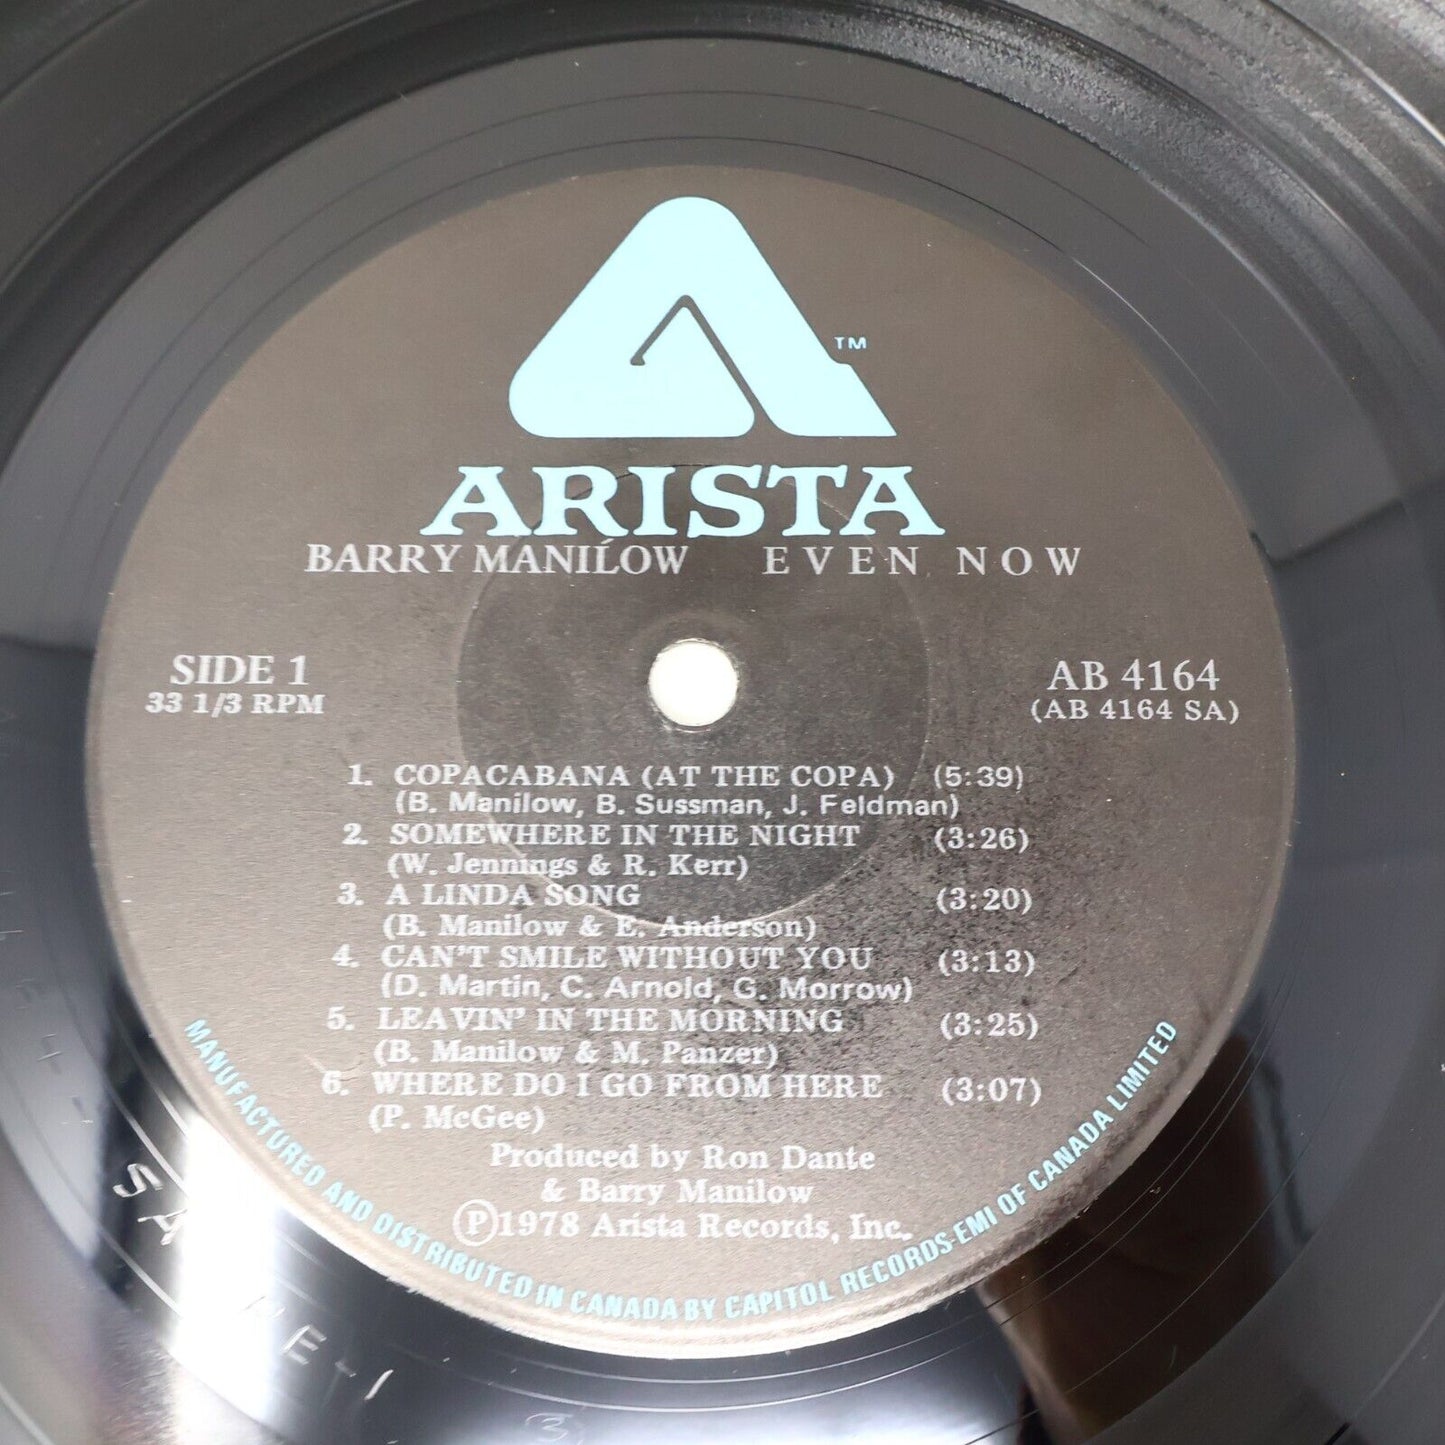 TM
ARISTA
BARRY MANILOW EVEN NOW
SIDE 1
33 1/3 RPM
AB 4164
(AB 4164 SA)
1. COPACABANA (AT THE COPA) (5:39)
(B. Manilow, B. Sussman, J. Feldman)
2. SOMEWHERE IN THE NIGHT (3:26)
(W. Jennings & R. Kerr)
3. A LINDA SONG (3:20)
(B. Manilow & E. Anderson)
4. CAN'T SMILE WITHOUT YOU (3:13)
(D. Martin, C. Arnold, G. Morrow)
5. LEAVIN' IN THE MORNING (3:25)
(B. Manilow & M. Panzer)
6. WHERE DO I GO FROM HERE (3:07)
(P. McGee)
Produced by Ron Dante
& Barry Manilow
Ⓟ1978 Arista Records, Inc.
MANUFACTURED AND DISTRIBUTED IN CANADA BY CAPITOL RECORDS-EMI OF CANADA LIMITED